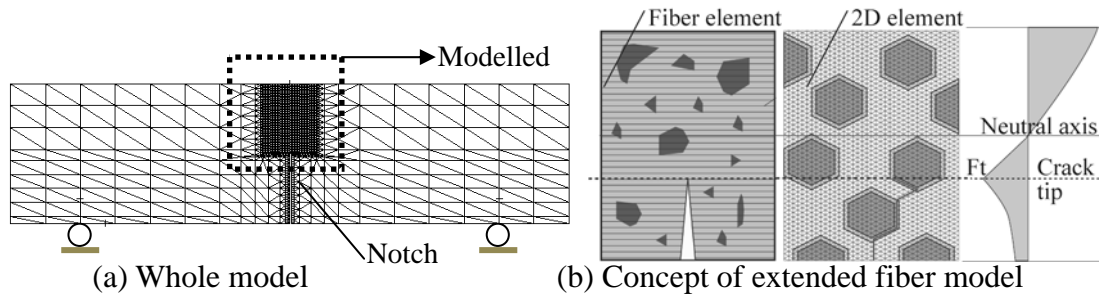 Modelled
Notch
(a) Whole model
Fiber element
2D element
Neutral axis
Ft
Crack
tip
(b) Concept of extended fiber model